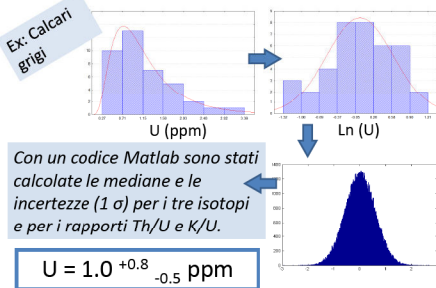 Ex: Calcari
grigi
U (ppm)
Ln (U)
Con un codice Matlab sono stati
calcolate le mediane e le
incertezze (1 σ) per i tre isotopi
e per i rapporti Th/U e K/U.
U = 1.0 +0.8 -0.5 ppm